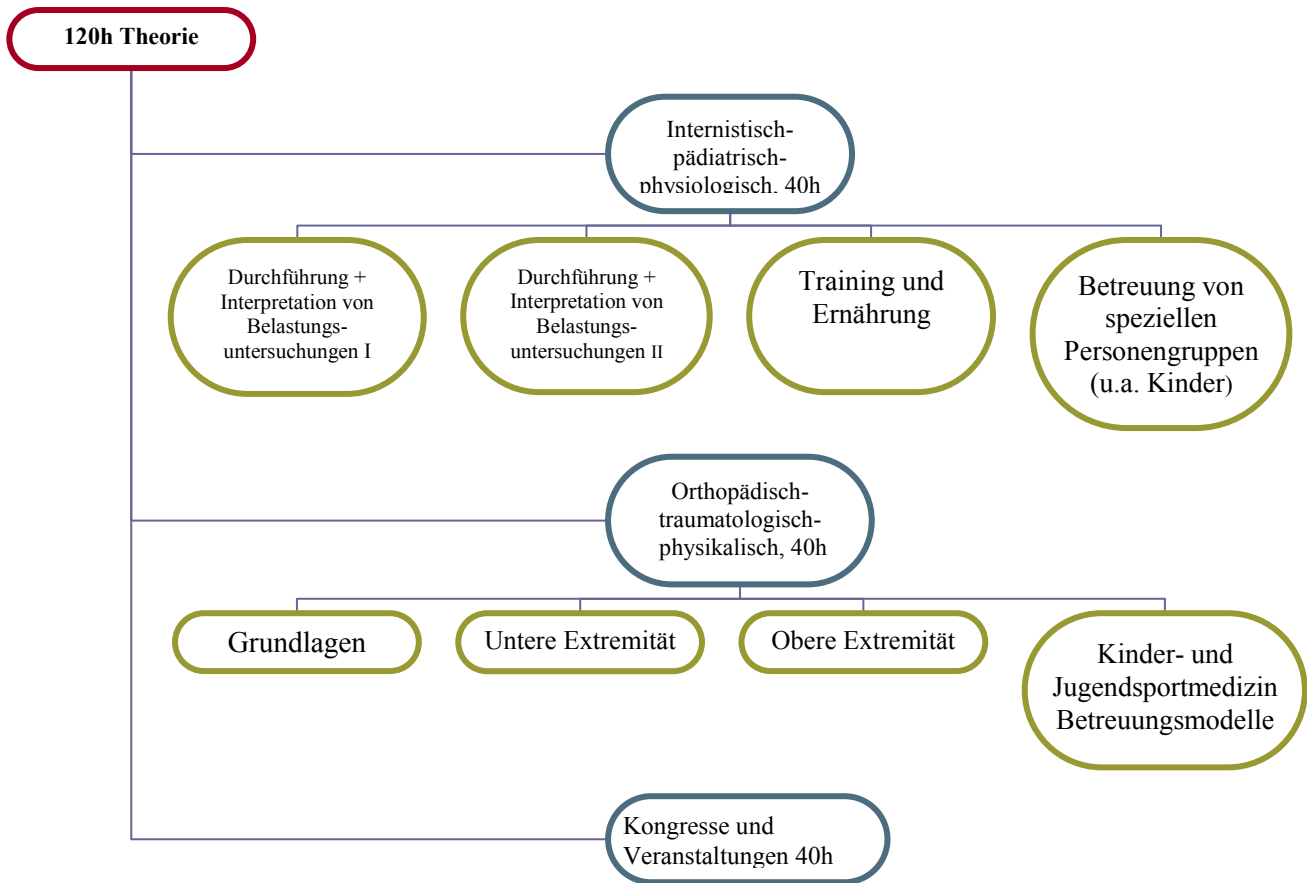 120h Theorie
Internistisch-
pädiatrisch-
physiologisch, 40h
Durchführung +
Interpretation von
Belastungs-
untersuchungen I
Durchführung +
Interpretation von
Belastungs-
untersuchungen II
Training und
Ernährung
Betreuung von
speziellen
Personengruppen
(u.a. Kinder)
Orthopädisch-
traumatologisch-
physikalisch, 40h
Grundlagen
Untere Extremität
Obere Extremität
Kinder- und
Jugendsportmedizin
Betreuungsmodelle
Kongresse und
Veranstaltungen 40h